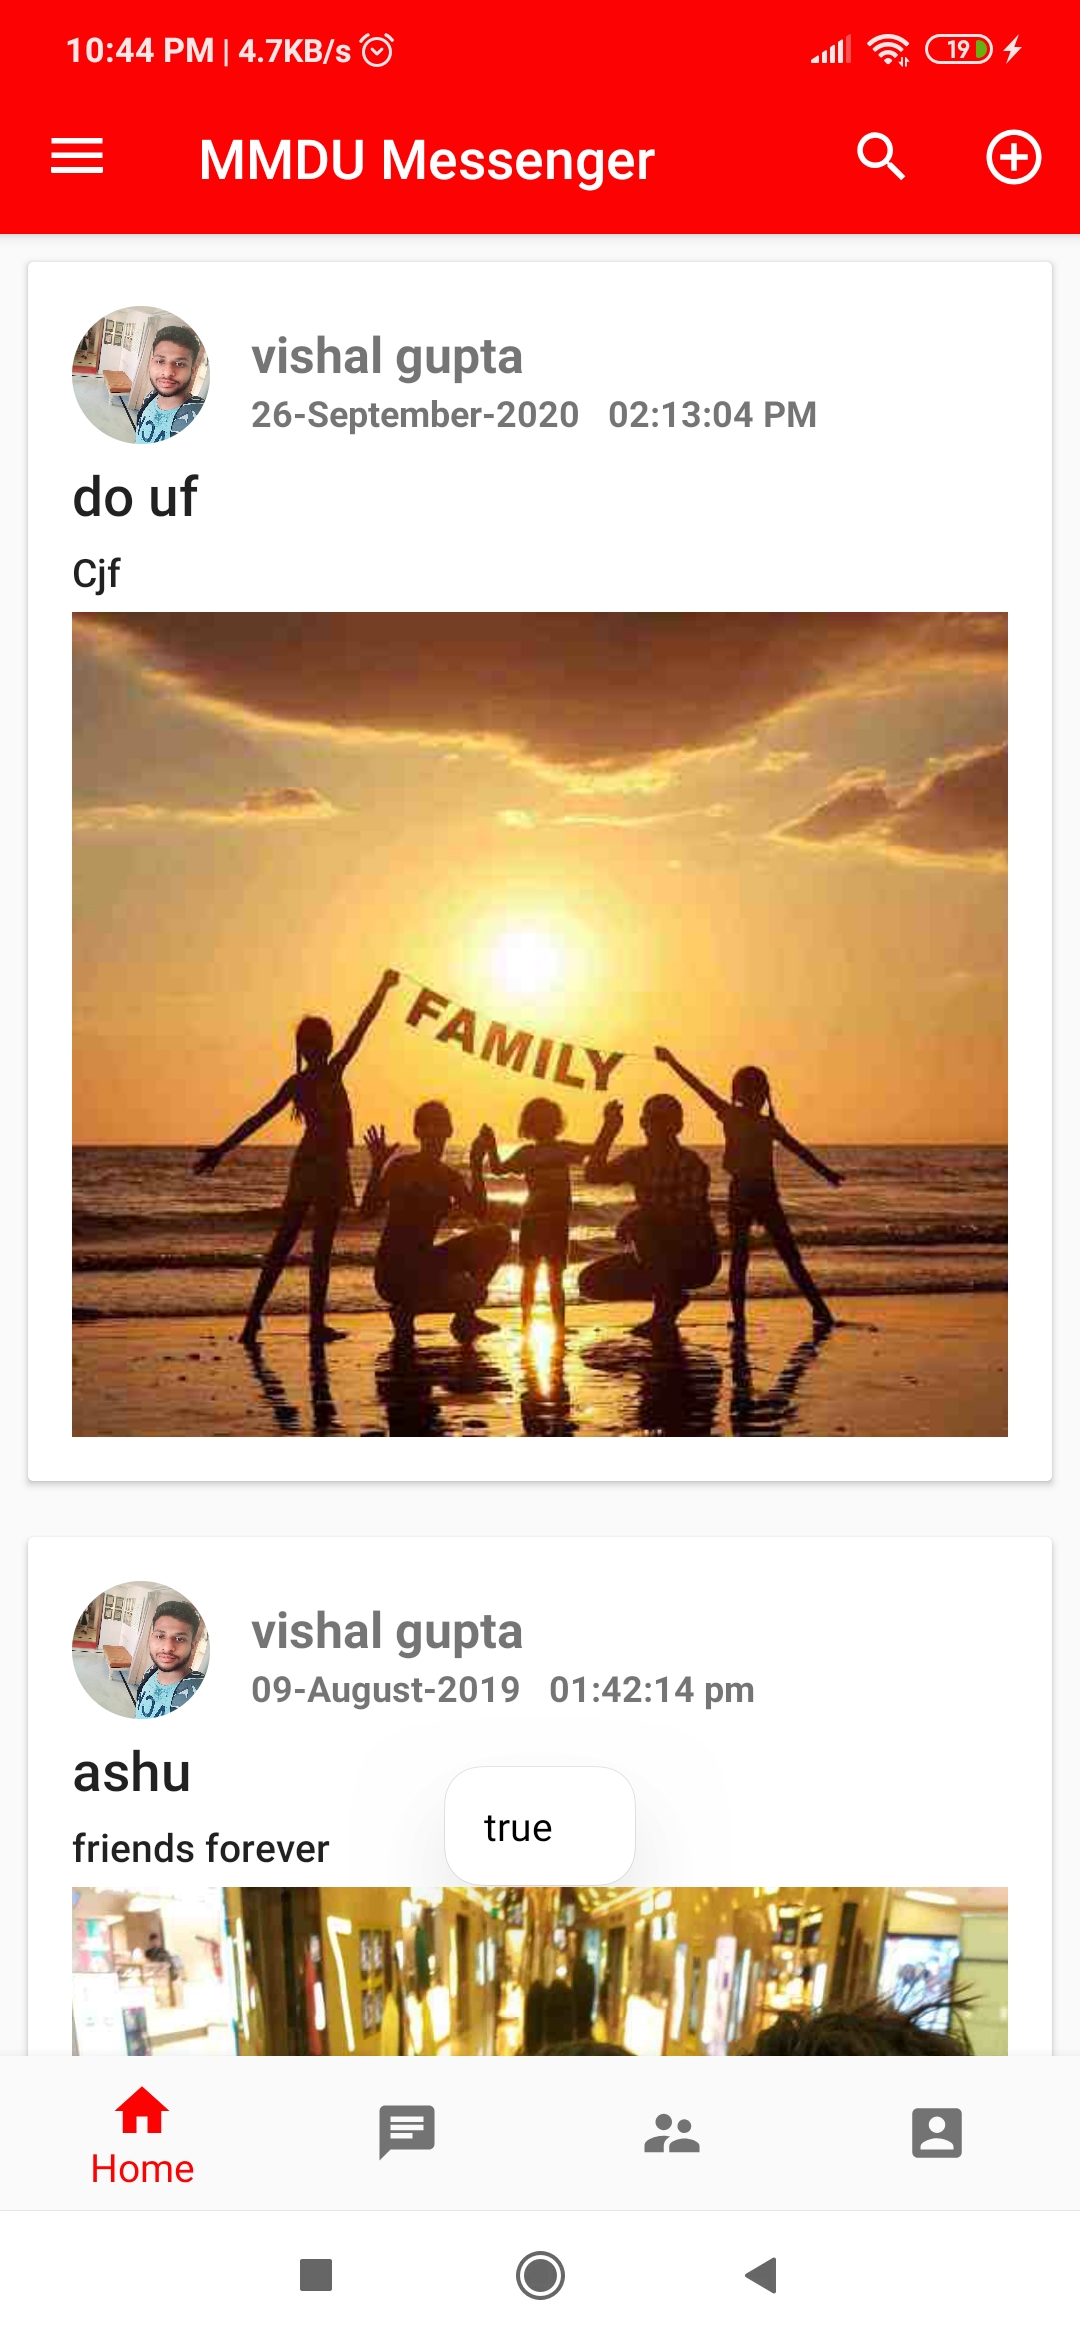 10:44 PM | 4.7KB/s
19
MMDU Messenger
vishal gupta
26-September-2020 02:13:04 PM
do uf
Cjf
FAMILY
vishal gupta
09-August-2019 01:42:14 pm
ashu
true
friends forever
Home